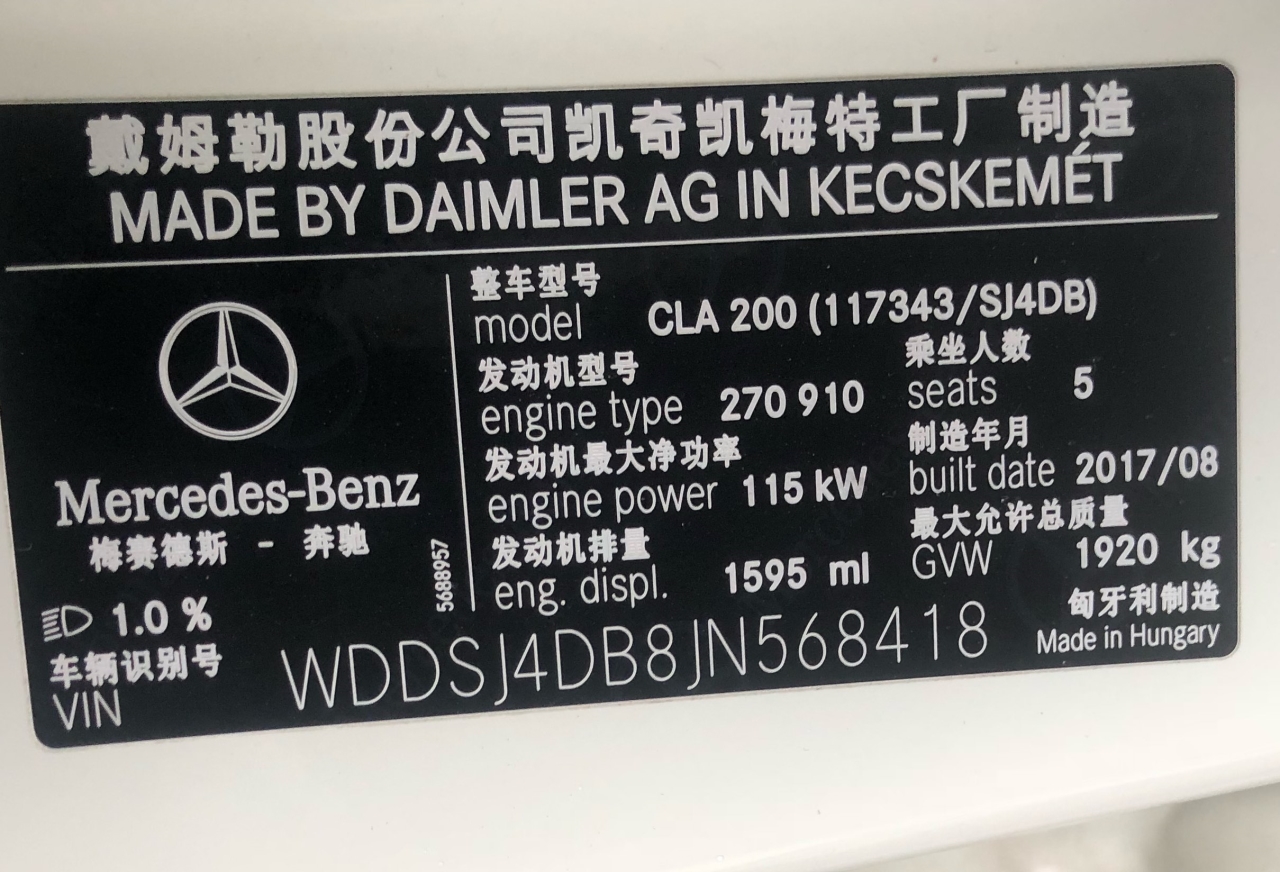 戴姆勒股份公司凯奇凯梅特工厂 制造
MADE BY DAIMLER AG IN KECSKEMÉT
Mercedes-Benz
梅赛德斯 - 奔驰
1.0 %
5688957
整车型号
model CLA 200 (117343/SJ4DB)
发动机型号
engine type 270 910
乘坐人数
seats 5
发动机最大净功率
engine power 115 kW
制造年月
built date 2017/08
发动机排量
eng. displ. 1595 ml
最大允许总质量
GVW 1920 kg
车辆识别号
VIN WDDSJ4DB8JN568418
匈牙利制造
Made in Hungary